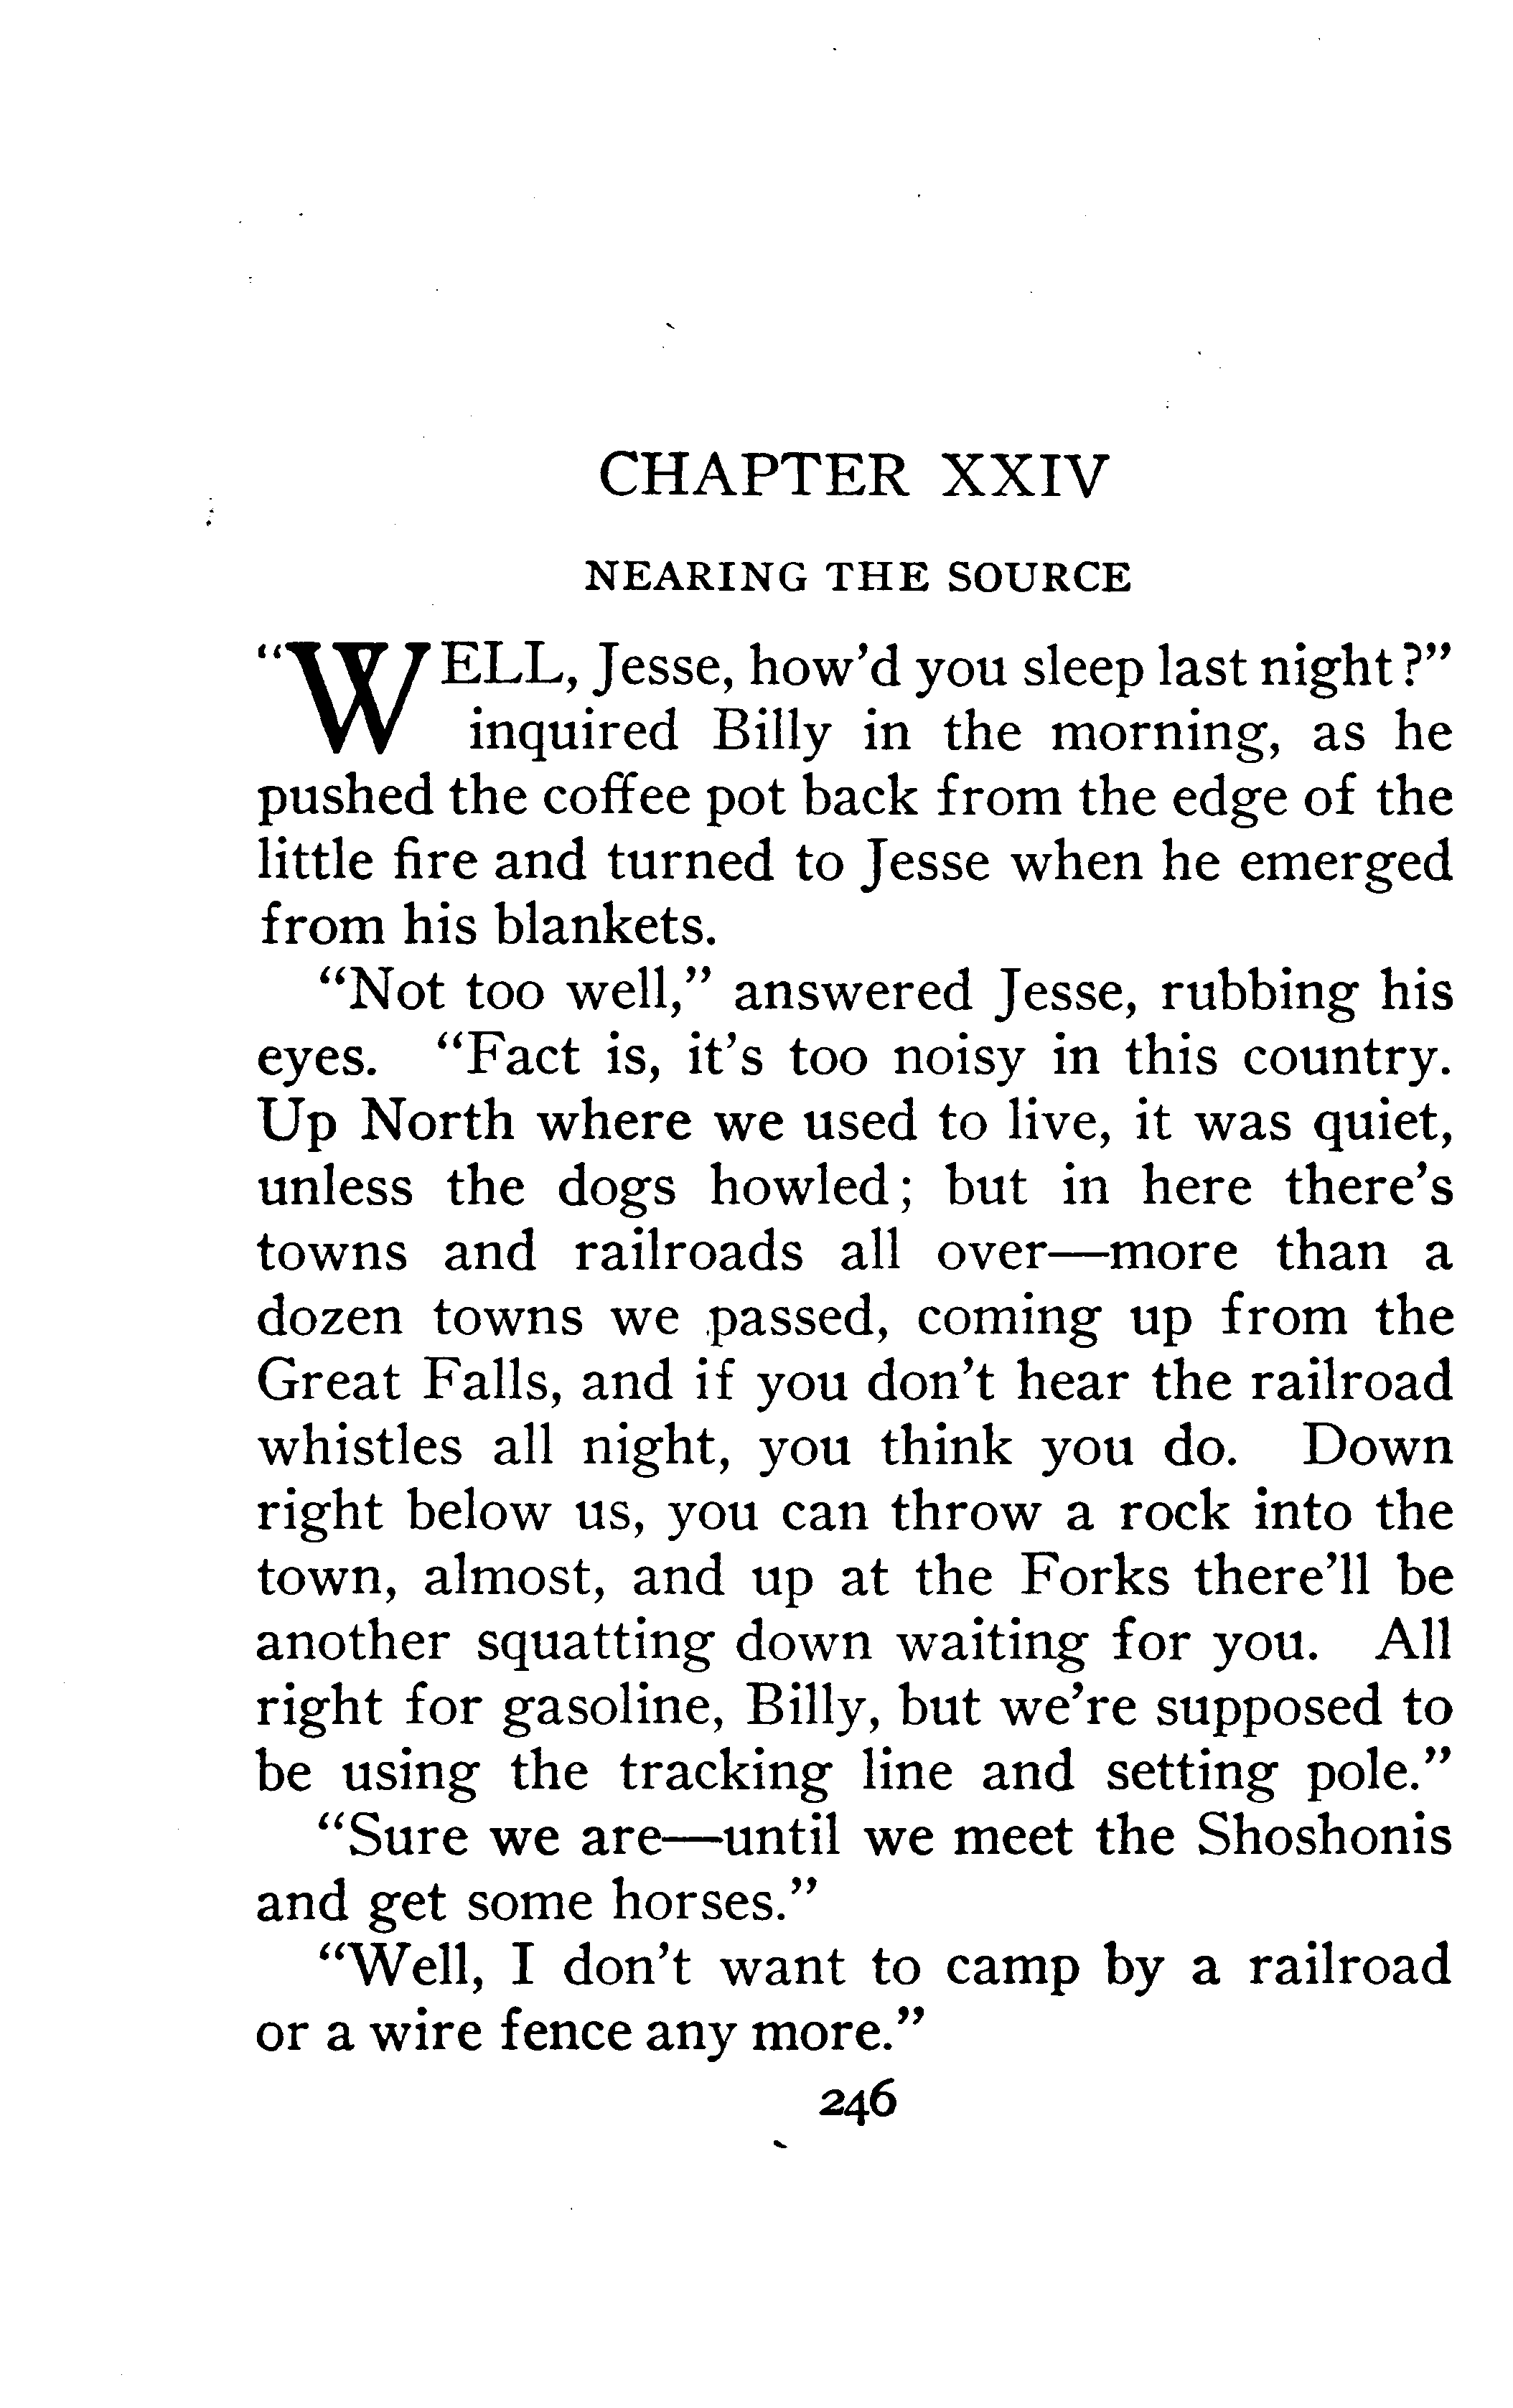 CHAPTER XXIV
NEARING THE SOURCE
“WELL, Jesse, how’d you sleep last night?”
inquired Billy in the morning, as he
pushed the coffee pot back from the edge of the
little fire and turned to Jesse when he emerged
from his blankets.
“Not too well,” answered Jesse, rubbing his
eyes. “Fact is, it’s too noisy in this country.
Up North where we used to live, it was quiet,
unless the dogs howled; but in here there’s
towns and railroads all over—more than a
dozen towns we passed, coming up from the
Great Falls, and if you don’t hear the railroad
whistles all night, you think you do. Down
right below us, you can throw a rock into the
town, almost, and up at the Forks there’ll be
another squatting down waiting for you. All
right for gasoline, Billy, but we’re supposed to
be using the tracking line and setting pole.”
“Sure we are—until we meet the Shoshonis
and get some horses.”
“Well, I don’t want to camp by a railroad
or a wire fence any more.”
246